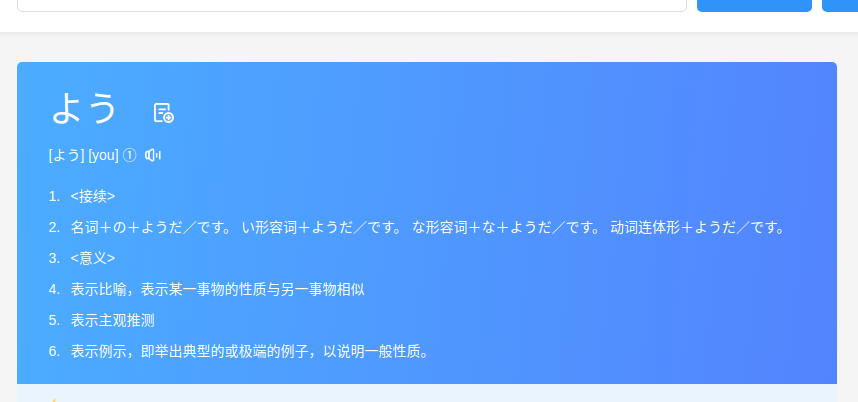 よう
[よう] [you] ①
1. <接续>
2. 名词＋の＋ようだ／です。 い形容词＋ようだ／です。 な形容词＋な＋ようだ／です。 动词连体形＋ようだ／です。
3. <意义>
4. 表示比喻，表示某一事物的性质与另一事物相似
5. 表示主观推测
6. 表示例示，即举出典型的或极端的例子，以说明一般性质。